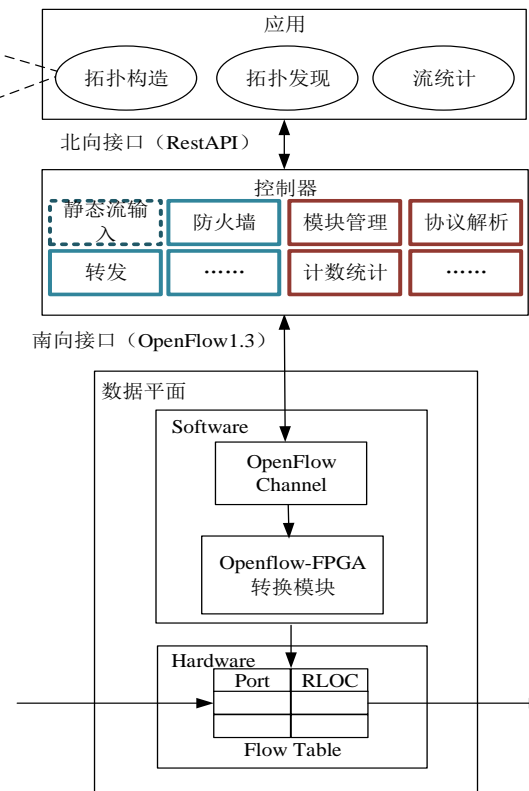 应用
拓扑构造
拓扑发现
流统计
北向接口（RestAPI）
控制器
静态流输
入
防火墙
模块管理
协议解析
转发
……
计数统计
……
南向接口（OpenFlow1.3）
数据平面
Software
OpenFlow
Channel
Openflow-FPGA
转换模块
Hardware
Port
RLOC
Flow Table